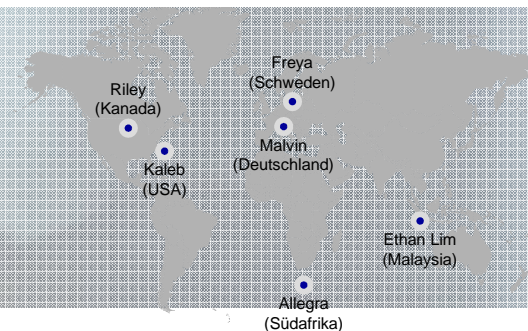 Freya
(Schweden)
Riley
(Kanada)
Malvin
(Deutschland)
Kaleb
(USA)
Ethan Lim
(Malaysia)
Allegra
(Südafrika)